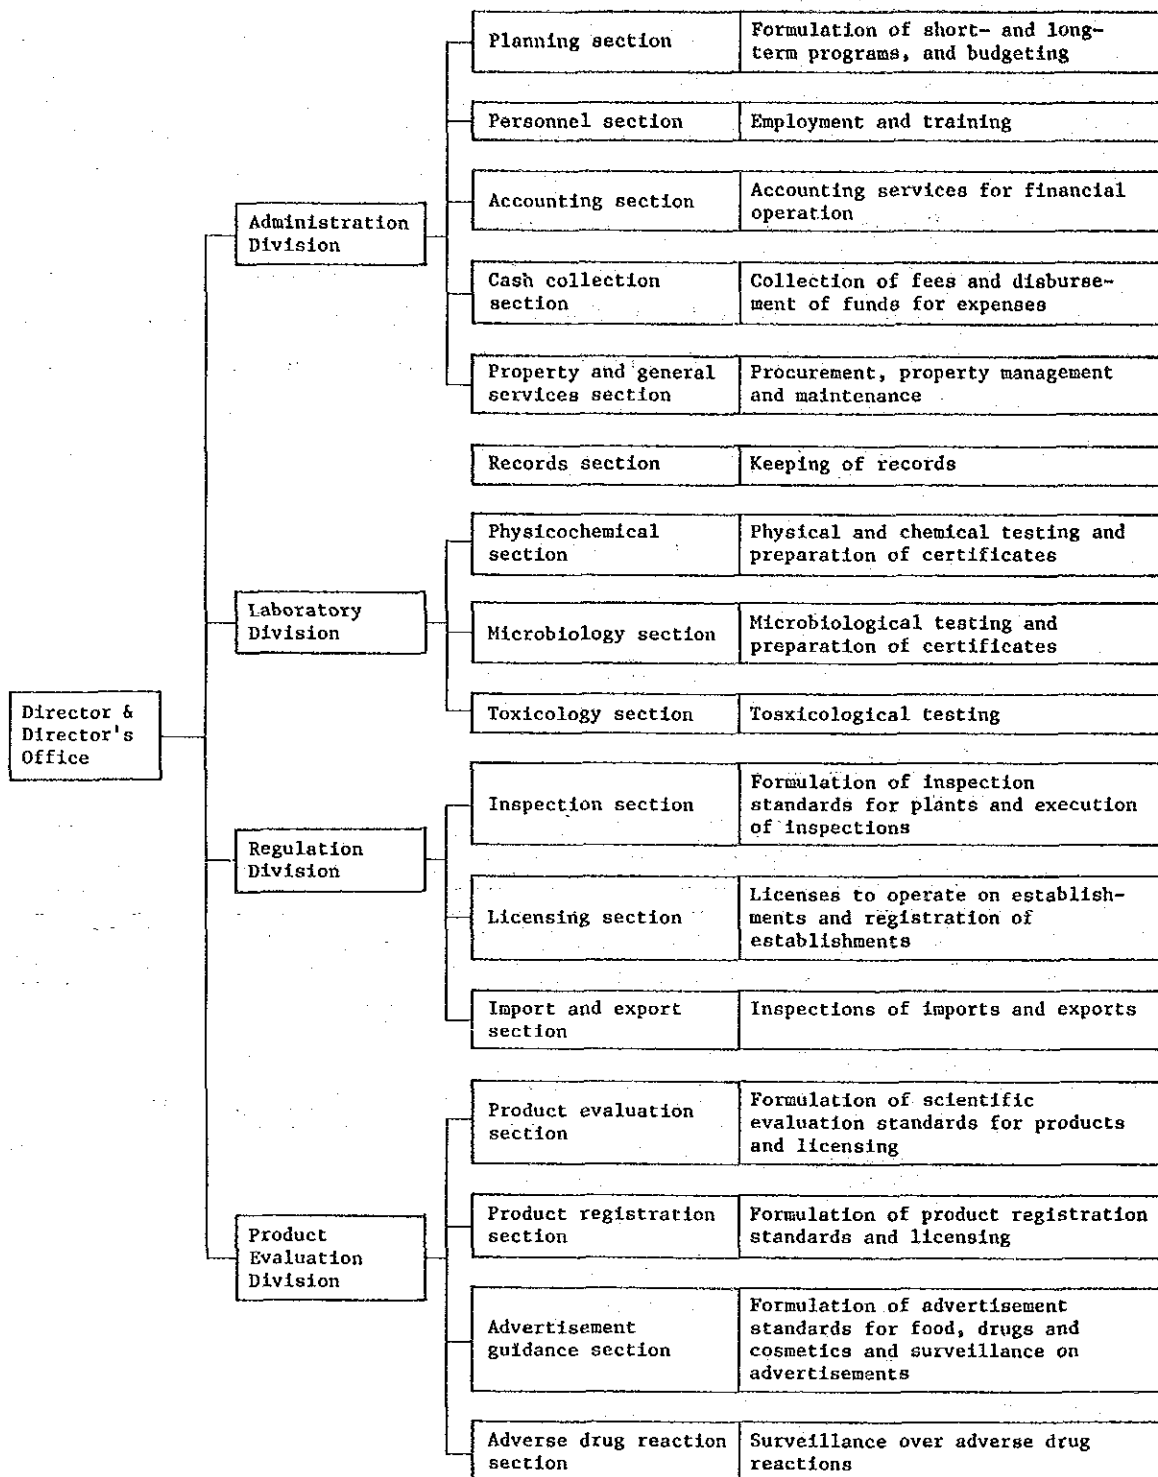 Planning section
Formulation of short- and long-
term programs, and budgeting
Personnel section
Employment and training
Accounting section
Accounting services for financial
operation
Administration
Division
Cash collection
section
Collection of fees and disburse-
ment of funds for expenses
Property and general
services section
Procurement, property management
and maintenance
Records section
Keeping of records
Physicochemical
section
Physical and chemical testing and
preparation of certificates
Laboratory
Division
Microbiology section
Microbiological testing and
preparation of certificates
Toxicology section
Tosxicological testing
Director &
Director's
Office
Inspection section
Formulation of inspection
standards for plants and execution
of inspections
Regulation
Division
Licensing section
Licenses to operate on establish-
ments and registration of
establishments
Import and export
section
Inspections of imports and exports
Product evaluation
section
Formulation of scientific
evaluation standards for products
and licensing
Product
Evaluation
Division
Product registration
section
Formulation of product registration
standards and licensing
Advertisement
guidance section
Formulation of advertisement
standards for food, drugs and
cosmetics and surveillance on
advertisements
Adverse drug reaction
section
Surveillance over adverse drug
reactions